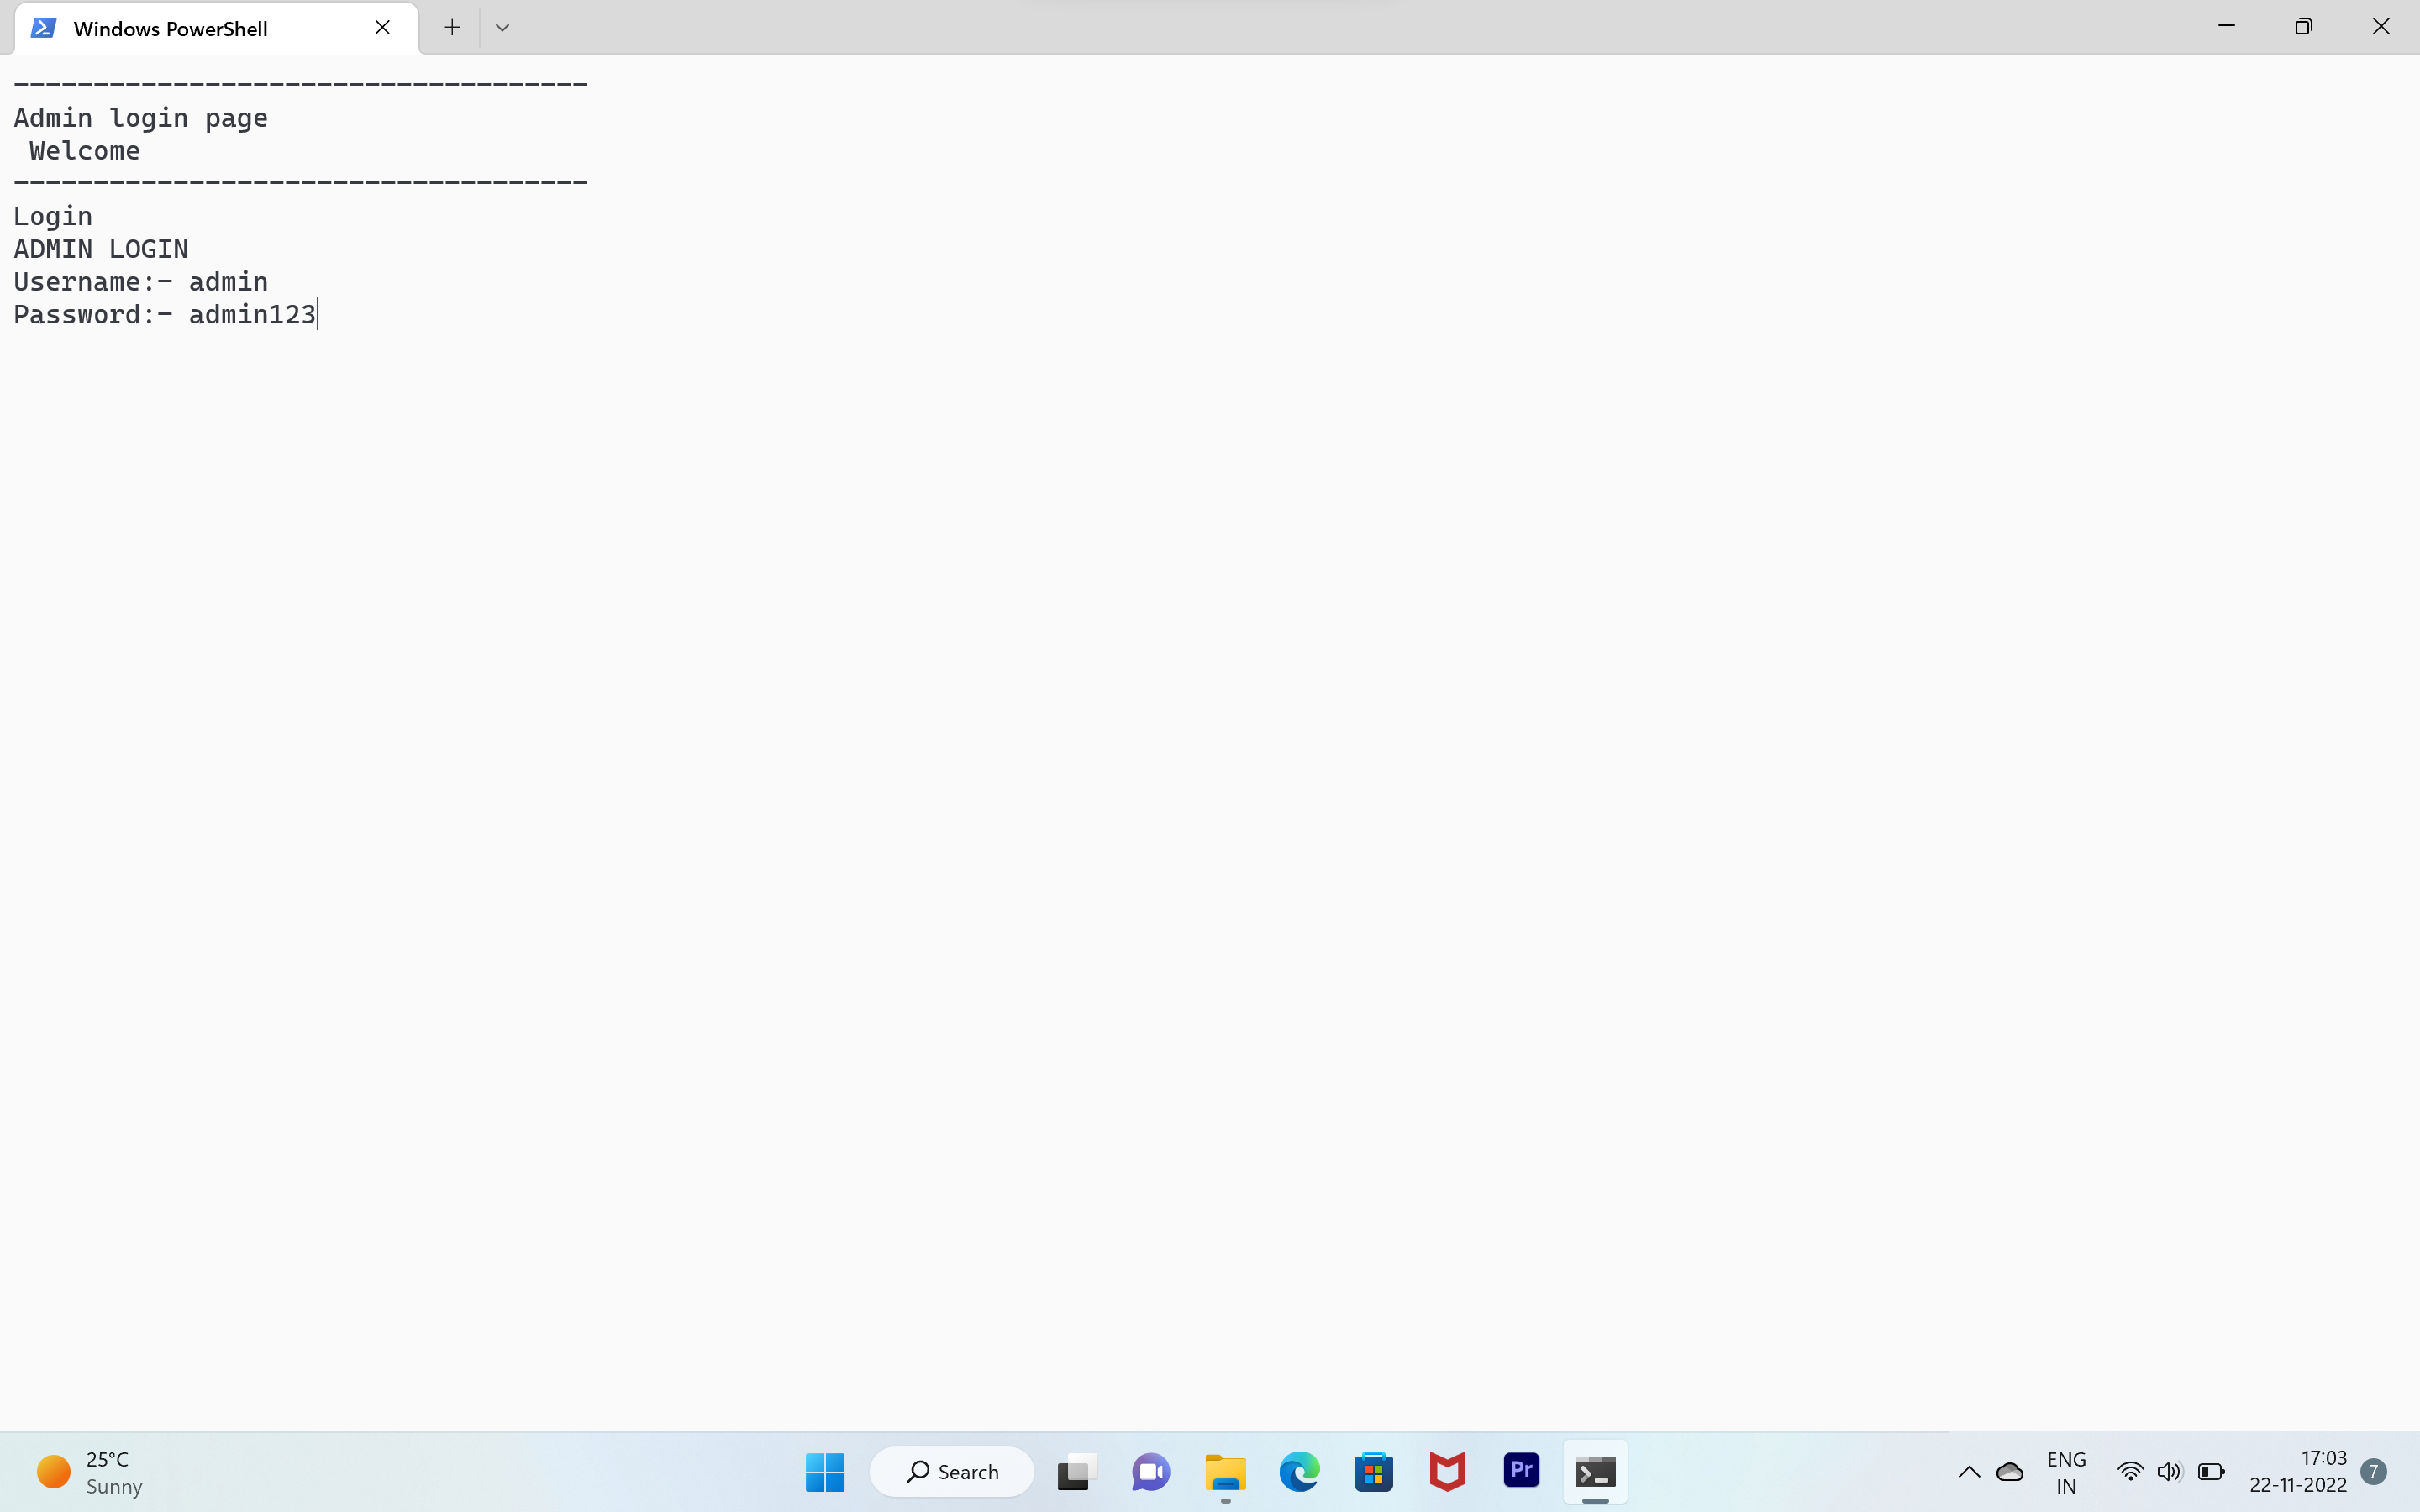 Windows PowerShell
------------------------------------
Admin login page
 Welcome
------------------------------------
Login
ADMIN LOGIN
Username:- admin
Password:- admin123
25°C
Sunny
Search
Pr
ENG
IN
17:03
22-11-2022
7